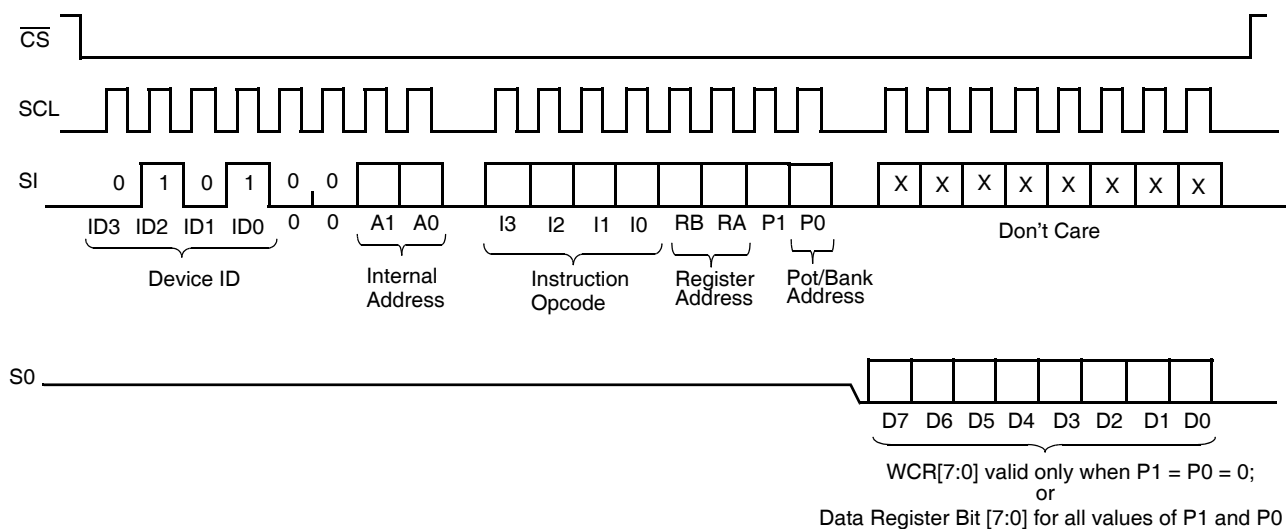 CS
SCL
SI 0 1 0 1 0 0 X X X X X X X X
ID3 ID2 ID1 ID0 0 0 A1 A0 I3 I2 I1 I0 RB RA P1 P0 Don't Care
Device ID
Internal
Address
Instruction
Opcode
Register
Address
Pot/Bank
Address
S0
D7 D6 D5 D4 D3 D2 D1 D0
WCR[7:0] valid only when P1 = P0 = 0;
or
Data Register Bit [7:0] for all values of P1 and P0